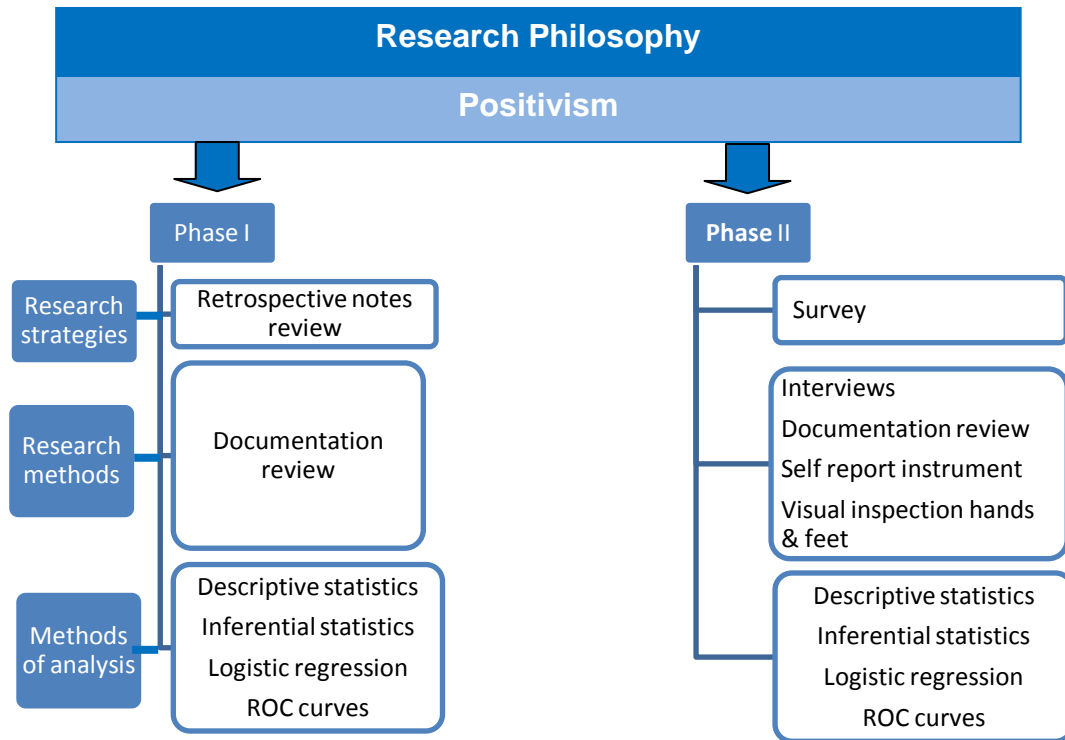 Research Philosophy
Positivism
Phase I
Phase II
Research
strategies
Retrospective notes
review
Survey
Research
methods
Documentation
review
Interviews
Documentation review
Self report instrument
Visual inspection hands
& feet
Methods
of analysis
Descriptive statistics
Inferential statistics
Logistic regression
ROC curves
Descriptive statistics
Inferential statistics
Logistic regression
ROC curves